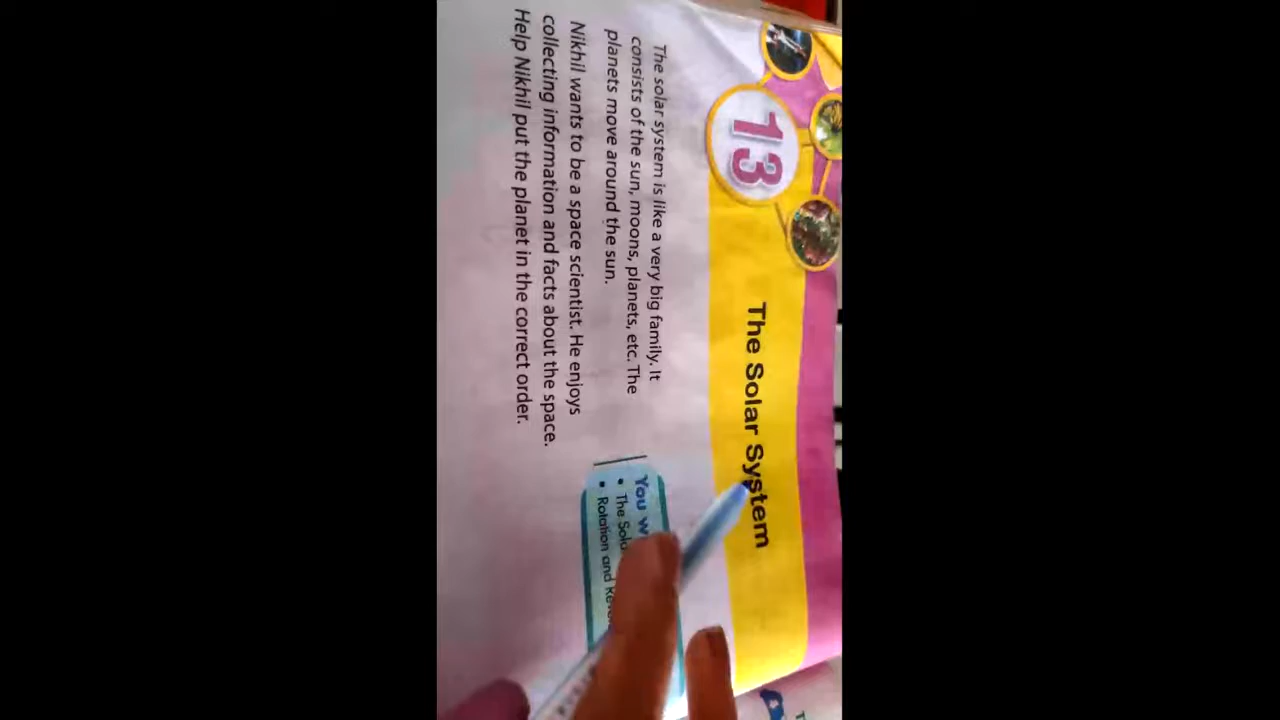 13
The Solar System
The solar system is like a very big family. It
consists of the sun, moons, planets, etc. The
planets move around the sun.
Nikhil wants to be a space scientist. He enjoys
collecting information and facts about the space.
Help Nikhil put the planet in the correct order.
You
• The
• Rotation and